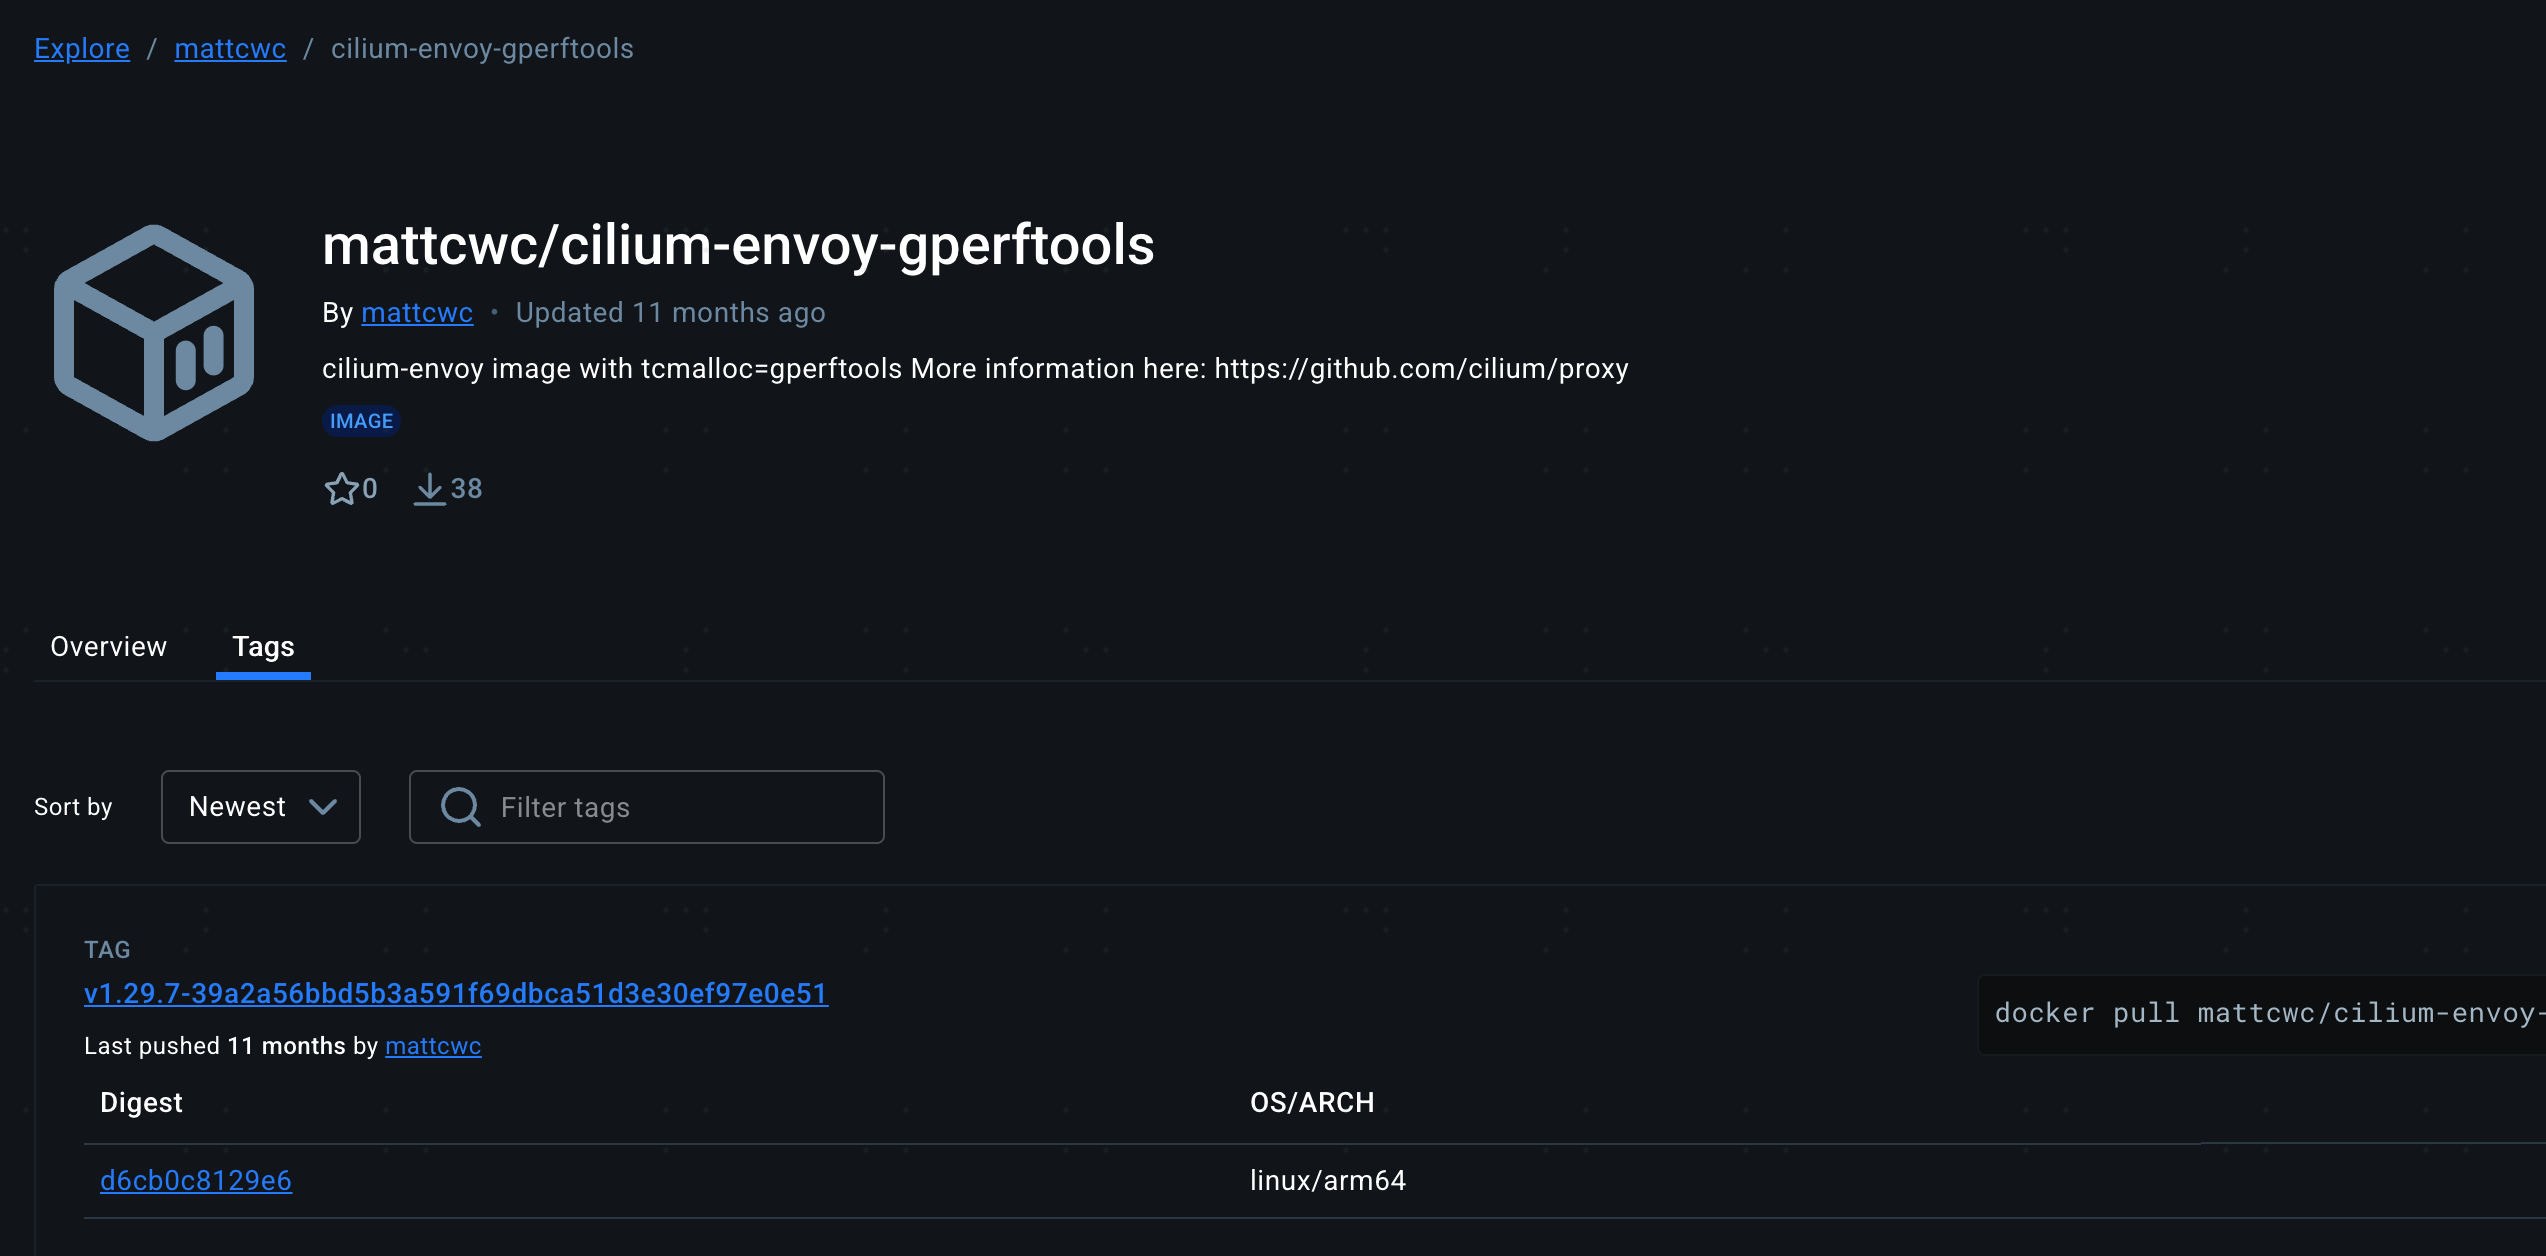 Explore / mattcwc / cilium-envoy-gperftools
mattcwc/cilium-envoy-gperftools
By mattcwc • Updated 11 months ago
cilium-envoy image with tcmalloc=gperftools More information here: https://github.com/cilium/proxy
IMAGE
0 38
Overview Tags
Sort by Newest Filter tags
TAG
v1.29.7-39a2a56bbd5b3a591f69dbca51d3e30ef97e0e51
docker pull mattcwc/cilium-envoy-
Last pushed 11 months by mattcwc
Digest OS/ARCH
d6cb0c8129e6 linux/arm64